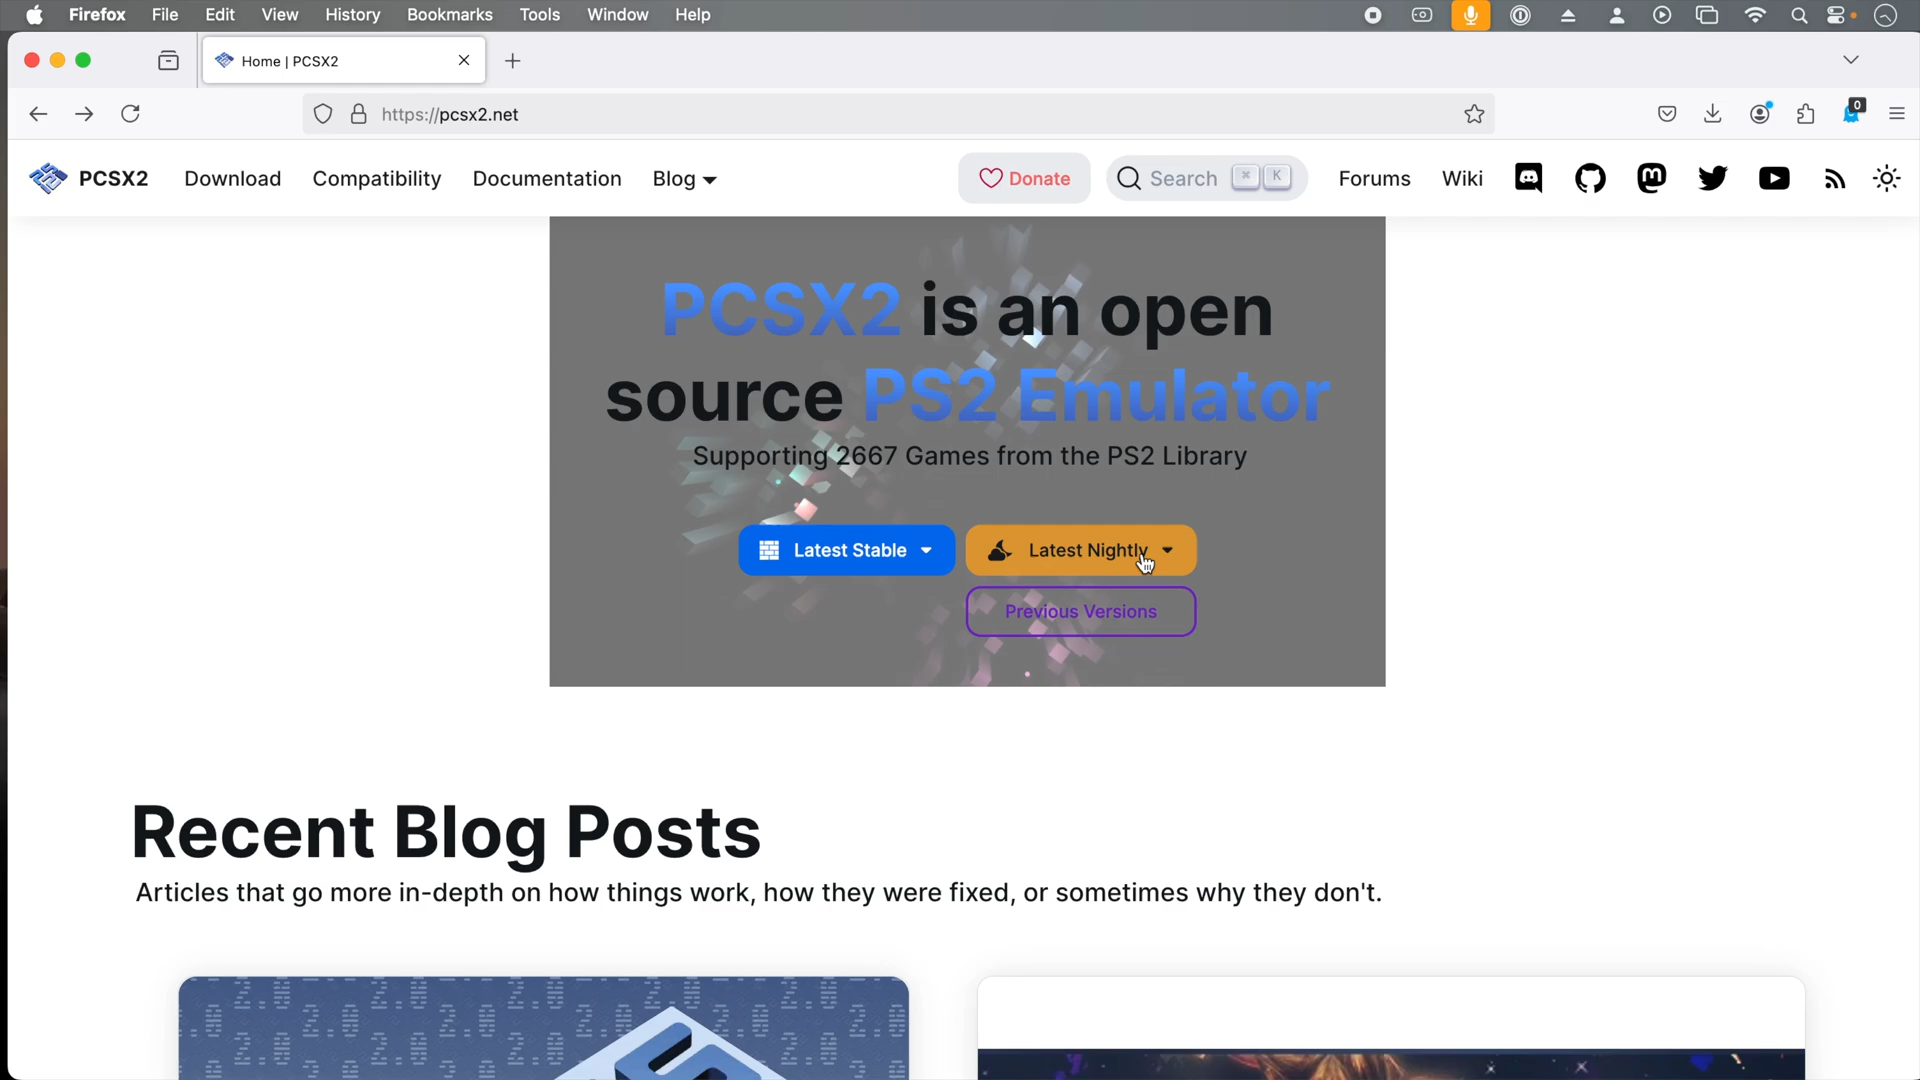 Firefox File Edit View History Bookmarks Tools Window Help
Home | PCSX2
https://pcsx2.net
0
PCSX2 Download Compatibility Documentation Blog Donate Search K Forums Wiki
PCSX2 is an open
source PS2 Emulator
Supporting 2667 Games from the PS2 Library
Latest Stable Latest Nightly
Previous Versions
Recent Blog Posts
Articles that go more in-depth on how things work, how they were fixed, or sometimes why they don't.